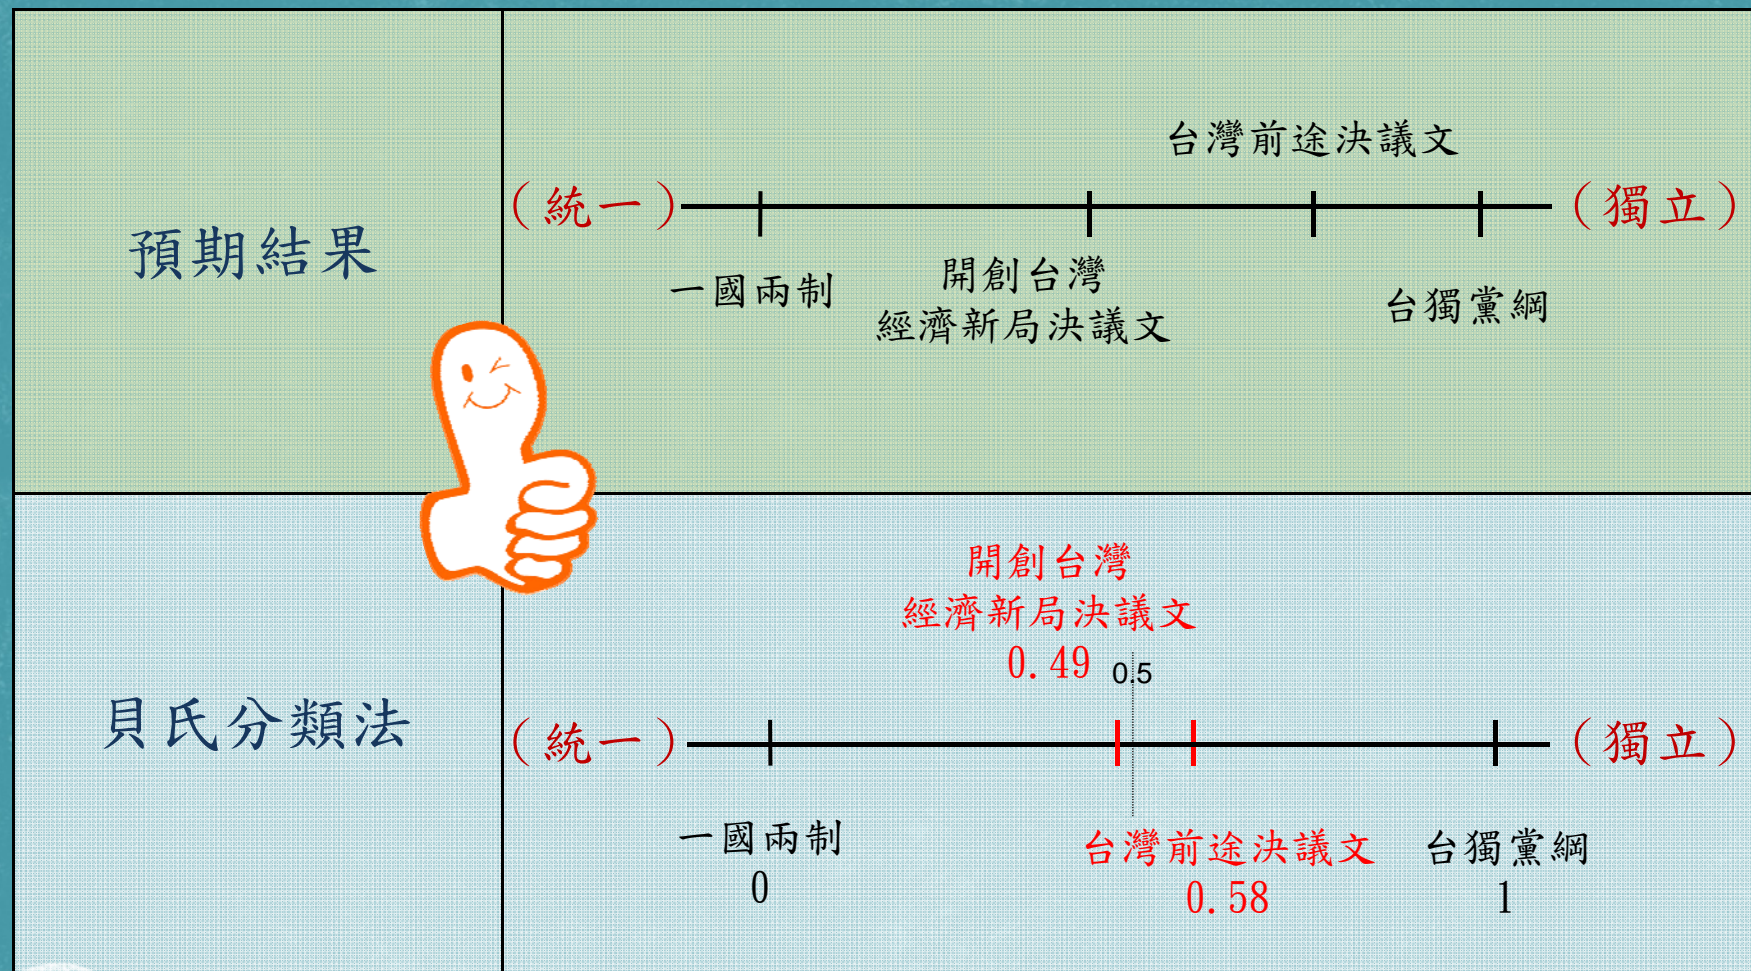 預期結果
台灣前途決議文
（統一）
（獨立）
一國兩制
開創台灣
經濟新局決議文
台獨黨綱
貝氏分類法
開創台灣
經濟新局決議文
0.49
0.5
（統一）
（獨立）
一國兩制
0
台灣前途決議文
0.58
台獨黨綱
1